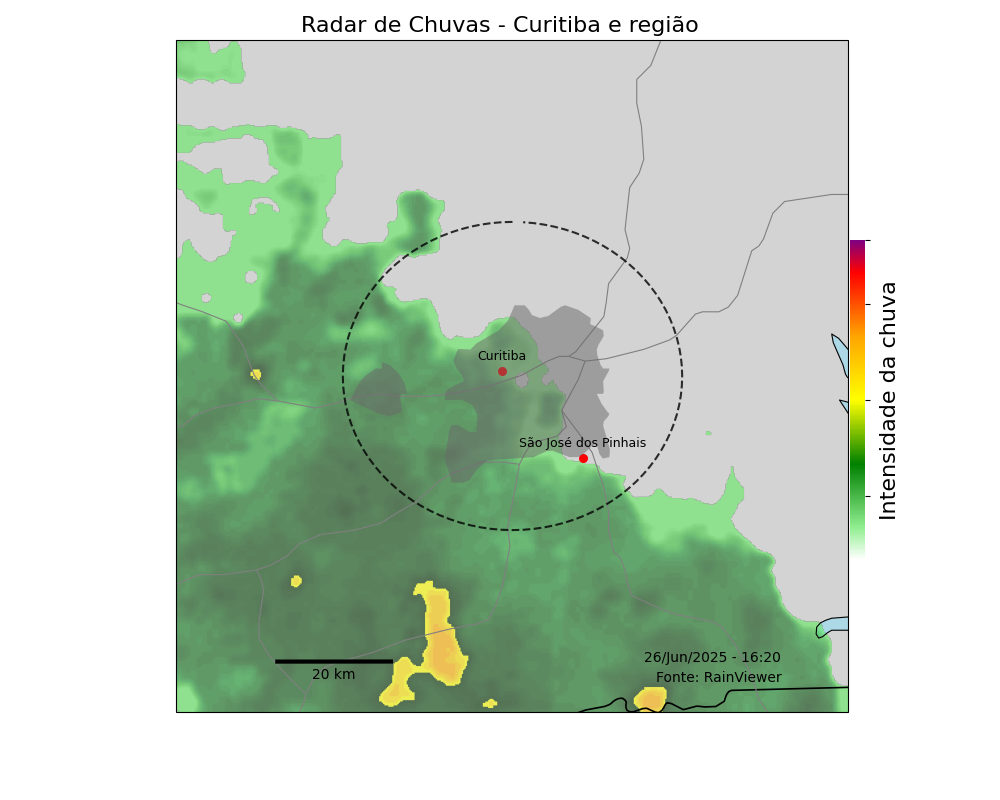 Radar de Chuvas - Curitiba e região
Curitiba
São José dos Pinhais
Intensidade da chuva
26/Jun/2025 - 16:20
20 km
Fonte: RainViewer